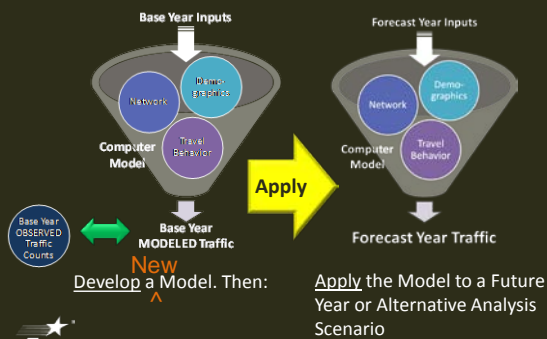 Base Year Inputs
Network
Demo-
graphics
Travel
Behavior
Computer
Model
Base Year
OBSERVED
Traffic
Counts
Base Year
MODELED Traffic
New
Develop a Model. Then:
^
Apply
Forecast Year Inputs
Network
Demo-
graphics
Travel
Behavior
Computer
Model
Forecast Year Traffic
Apply the Model to a Future
Year or Alternative Analysis
Scenario